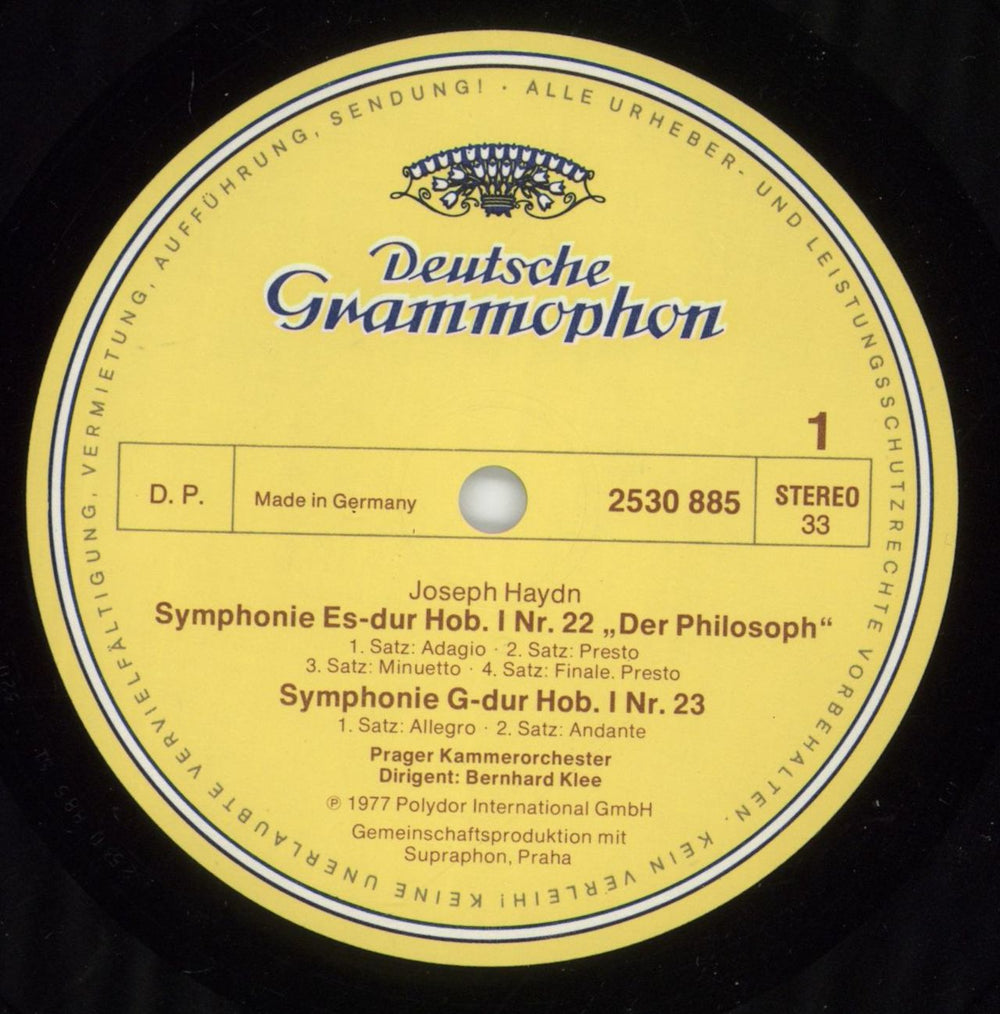 ALLE URHEBER- UND LEISTUNGSSCHUTZRECHTE VORBEHALTEN. KEIN VERLEIH! KEINE UNERLAUBTE VERVIELFÄLTIGUNG, VERMIETUNG, AUFFÜHRUNG, SENDUNG! ·
Deutsche
Grammophon
1
D. P.
Made in Germany
2530 885
STEREO
33
Joseph Haydn
Symphonie Es-dur Hob. I Nr. 22 „Der Philosoph“
1. Satz: Adagio · 2. Satz: Presto
3. Satz: Minuetto · 4. Satz: Finale. Presto
Symphonie G-dur Hob. I Nr. 23
1. Satz: Allegro · 2. Satz: Andante
Prager Kammerorchester
Dirigent: Bernhard Klee
℗ 1977 Polydor International GmbH
Gemeinschaftsproduktion mit
Supraphon, Praha